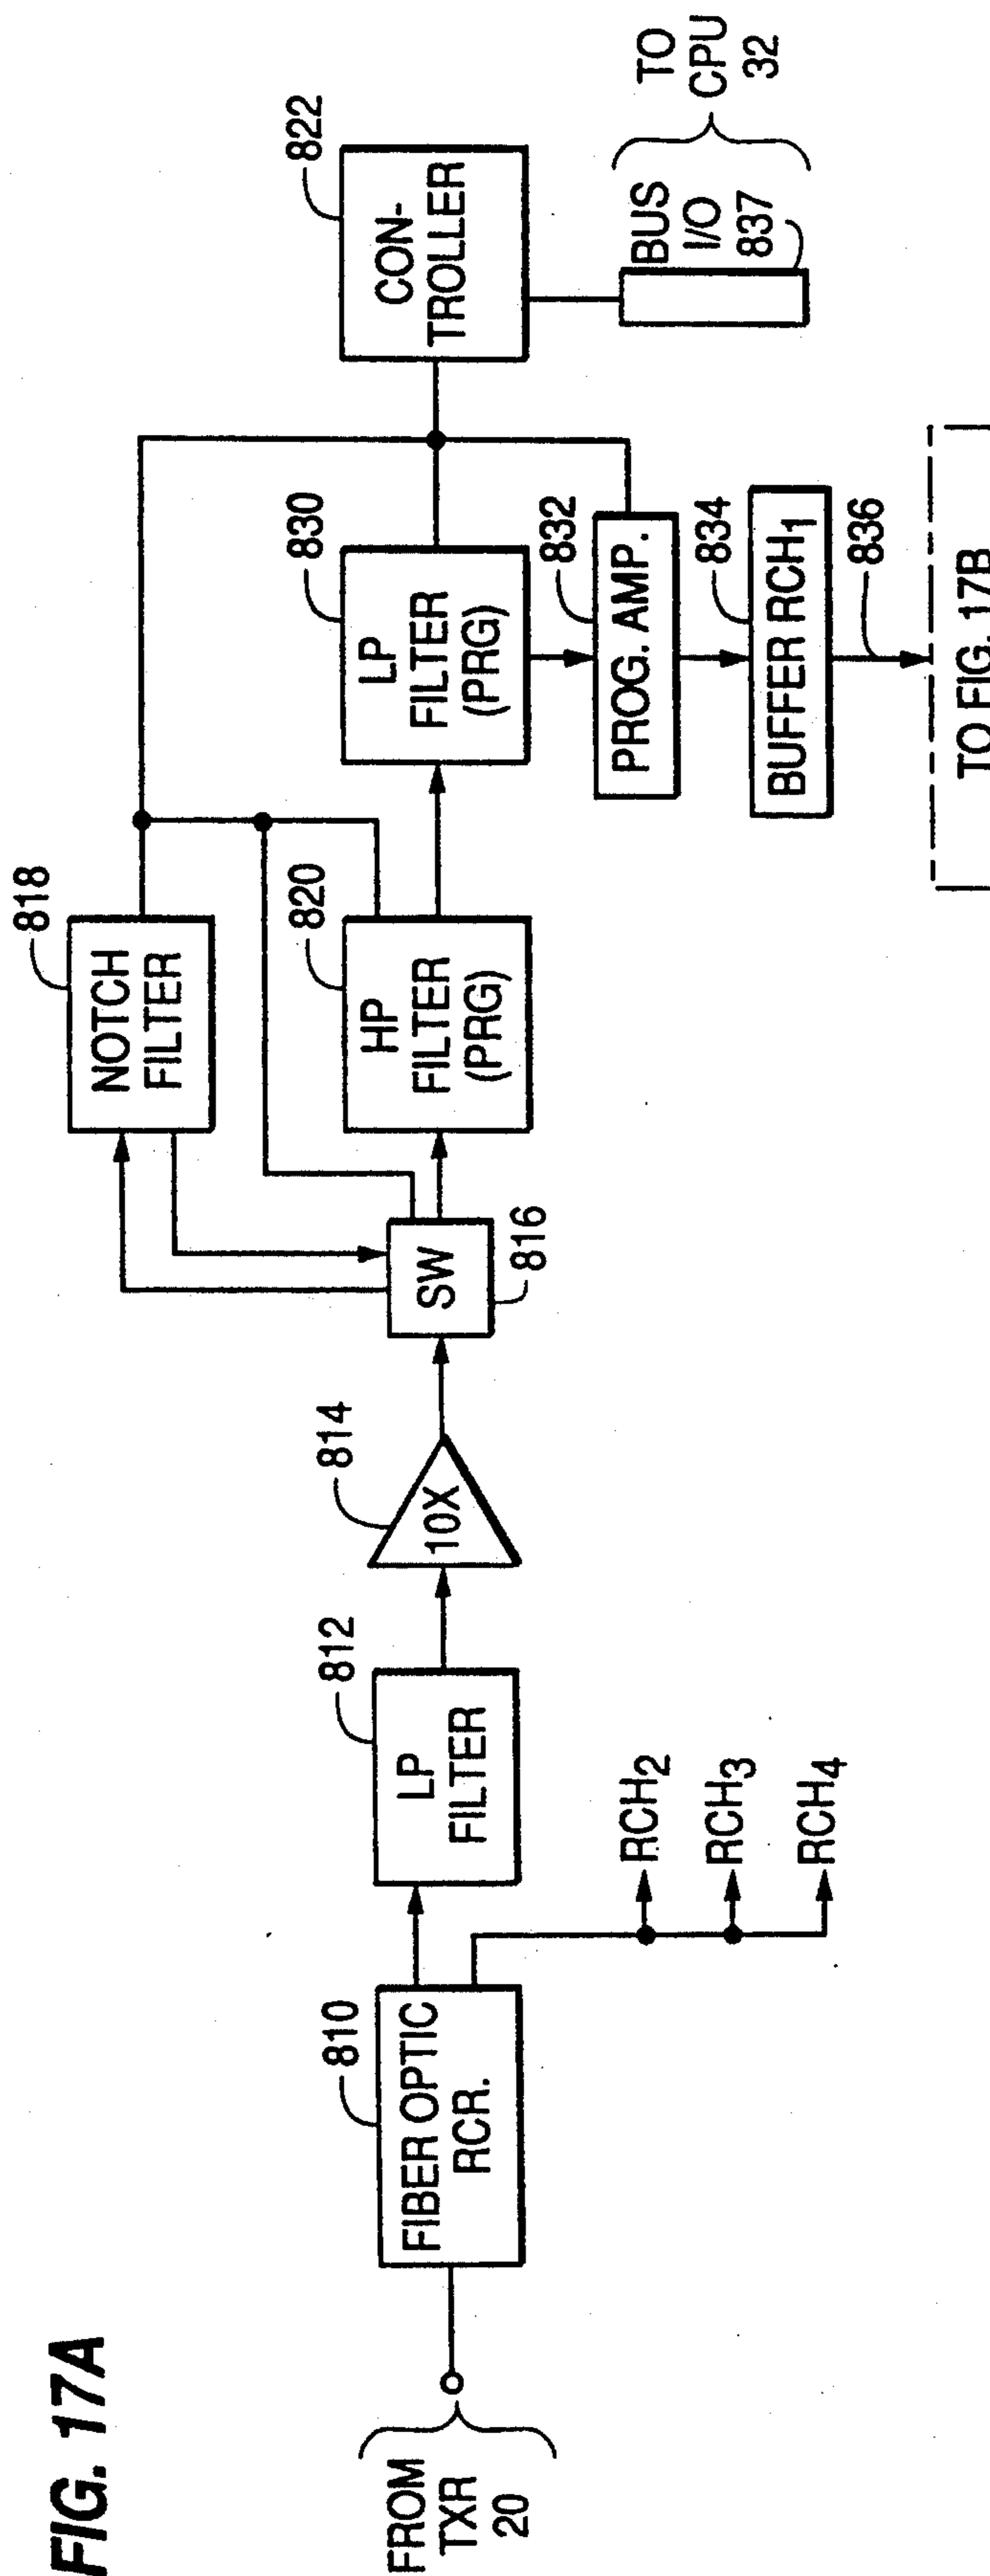 FIG. 17A
FROM
TXR
20
810
FIBER OPTIC
RCR.
RCH2
RCH3
RCH4
812
LP
FILTER
814
10X
SW
816
818
NOTCH
FILTER
820
HP
FILTER
(PRG)
830
LP
FILTER
(PRG)
832
PROG. AMP.
834
BUFFER RCH1
836
TO FIG. 17B
822
CON-
TROLLER
BUS
I/O
837
TO
CPU
32